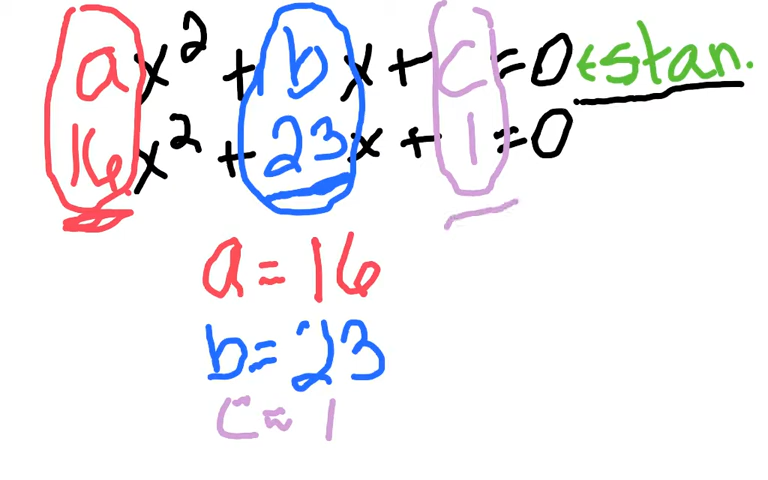 ax² + bx + c = 0 ← stan.
16x² + 23x + 1 = 0
a = 16
b = 23
c = 1